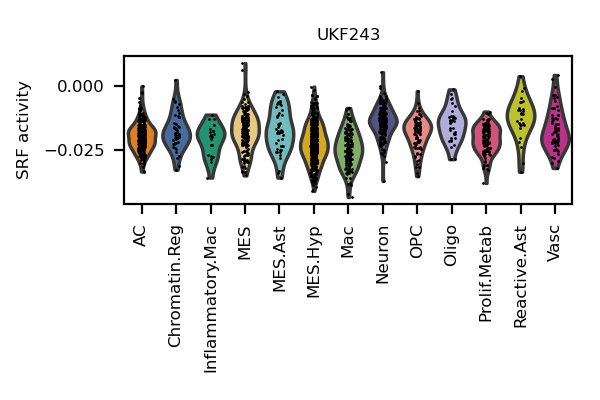 UKF243
SRF activity
0.000
−0.025
AC
Chromatin.Reg
Inflammatory.Mac
MES
MES.Ast
MES.Hyp
Mac
Neuron
OPC
Oligo
Prolif.Metab
Reactive.Ast
Vasc